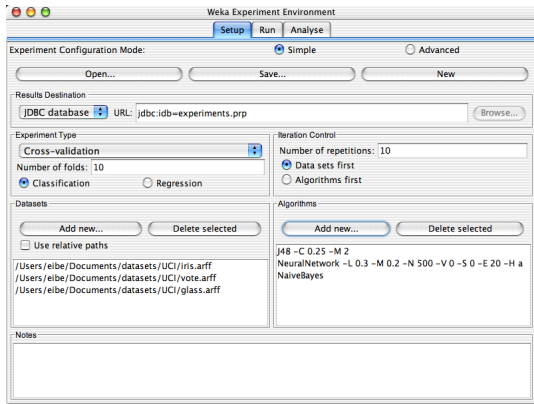 Weka Experiment Environment
Setup Run Analyse
Experiment Configuration Mode: Simple Advanced
Open... Save... New
Results Destination
JDBC database URL: jdbc:idb=experiments.prp Browse...
Experiment Type
Cross-validation
Number of folds: 10
Classification Regression
Iteration Control
Number of repetitions: 10
Data sets first
Algorithms first
Datasets
Add new... Delete selected
Use relative paths
/Users/eibe/Documents/datasets/UCI/iris.arff
/Users/eibe/Documents/datasets/UCI/vote.arff
/Users/eibe/Documents/datasets/UCI/glass.arff
Algorithms
Add new... Delete selected
J48 -C 0.25 -M 2
NeuralNetwork -L 0.3 -M 0.2 -N 500 -V 0 -S 0 -E 20 -H a
NaiveBayes
Notes